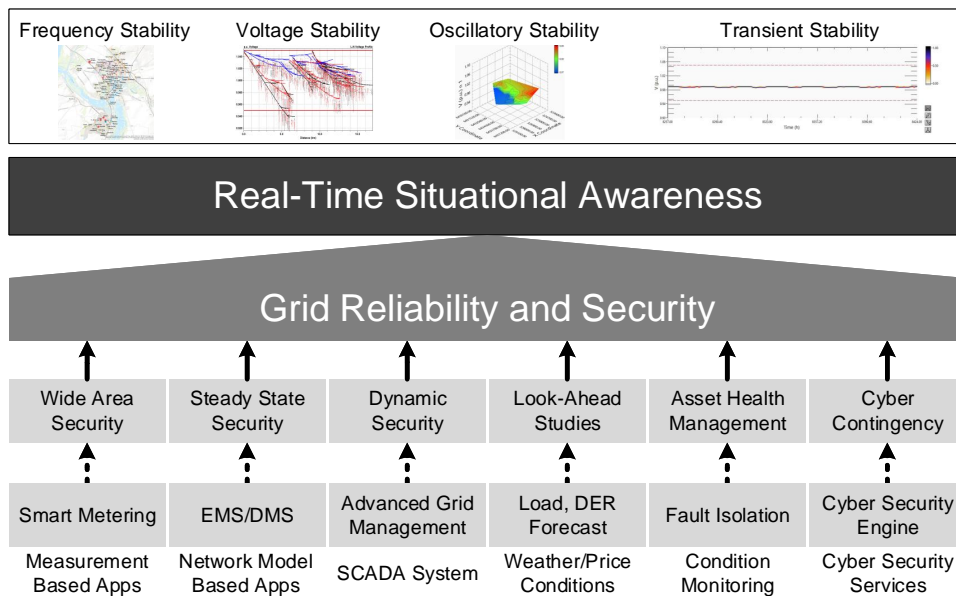 Frequency Stability
Voltage Stability
Oscillatory Stability
Transient Stability
V (p.u.)
Time (h)
Real-Time Situational Awareness
Grid Reliability and Security
Wide Area
Security
Steady State
Security
Dynamic
Security
Look-Ahead
Studies
Asset Health
Management
Cyber
Contingency
Smart Metering
EMS/DMS
Advanced Grid
Management
Load, DER
Forecast
Fault Isolation
Cyber Security
Engine
Measurement
Based Apps
Network Model
Based Apps
SCADA System
Weather/Price
Conditions
Condition
Monitoring
Cyber Security
Services